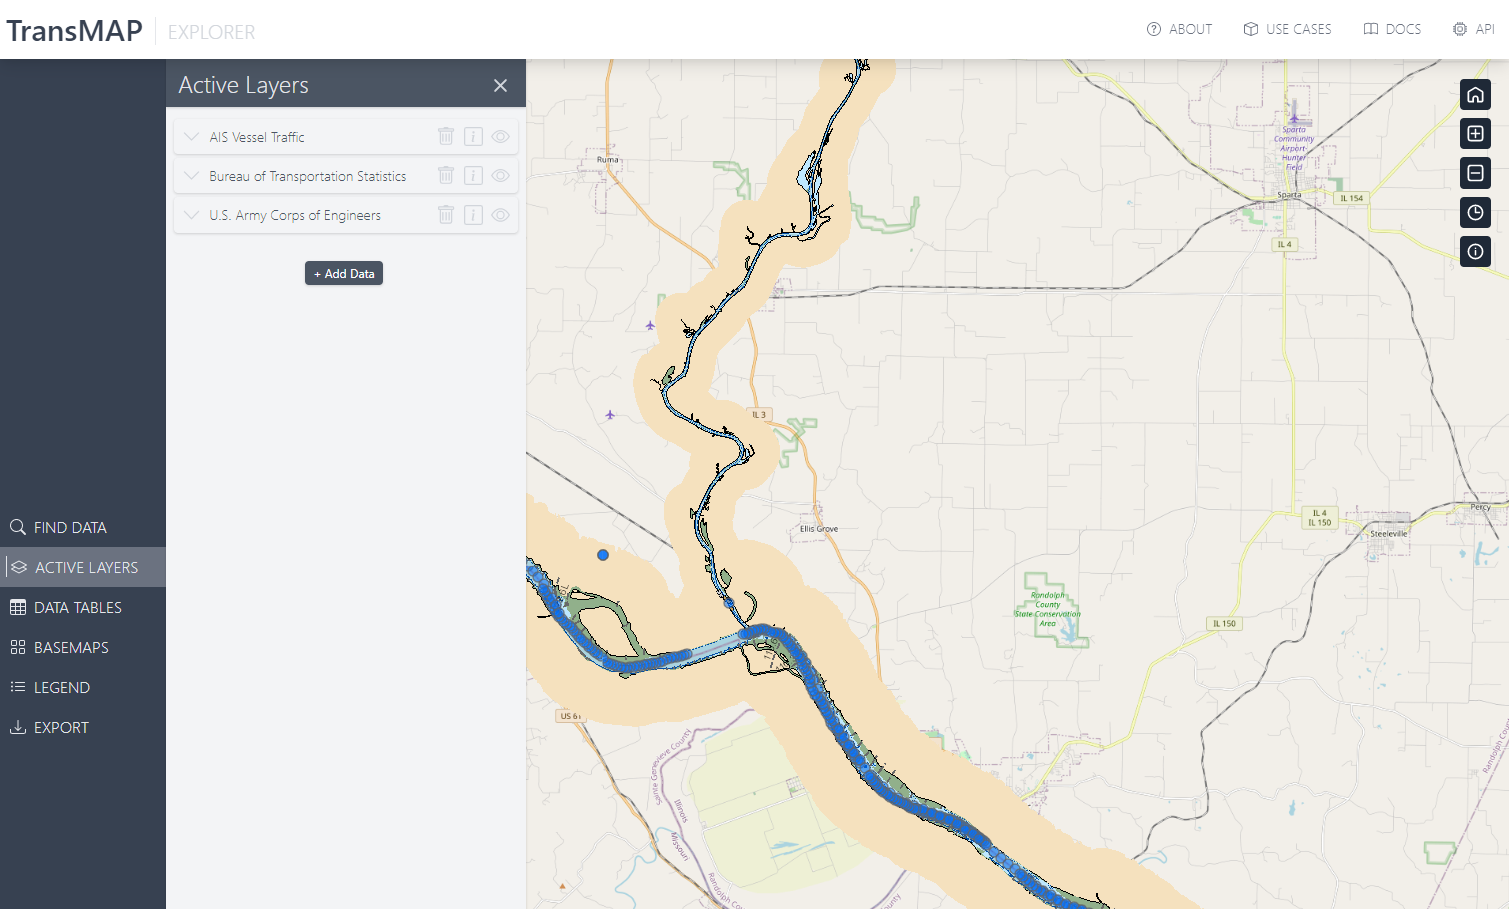 TransMAP
EXPLORER
ABOUT
USE CASES
DOCS
API
Active Layers
AIS Vessel Traffic
Bureau of Transportation Statistics
U.S. Army Corps of Engineers
+ Add Data
FIND DATA
ACTIVE LAYERS
DATA TABLES
BASEMAPS
LEGEND
EXPORT
Ruma
Sparta
Community
Airport-
Hunter
Field
Sparta
IL 154
IL 4
IL 3
Ellis Grove
IL 4
IL 150
Steeleville
Percy
Randolph
County
State Conservation
Area
IL 150
US 61
Sainte Genevieve County
Illinois
Missouri
Randolph Cou
County
Randolph County